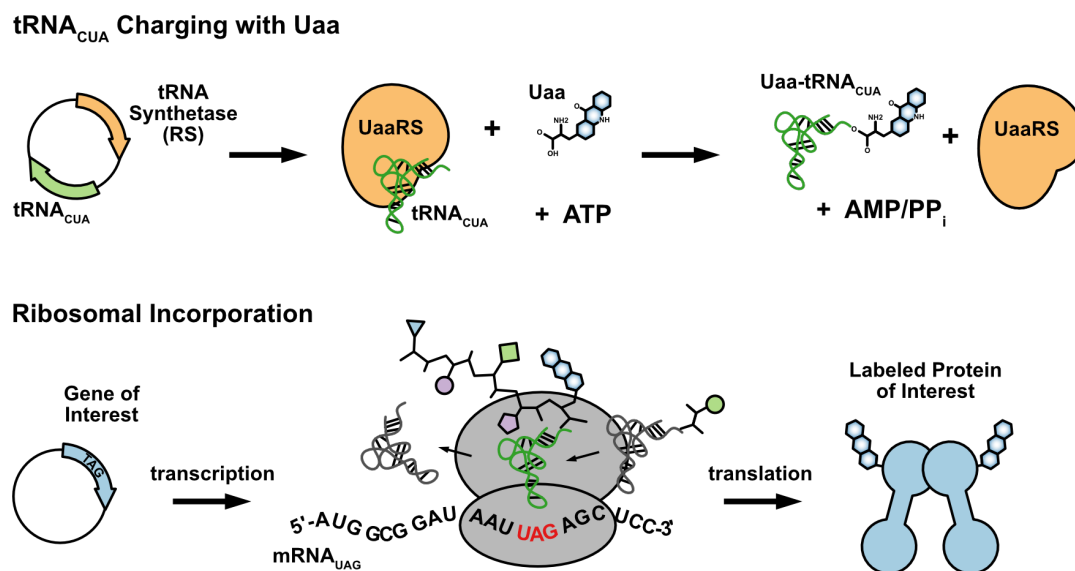 tRNACUA Charging with Uaa
tRNA
Synthetase
(RS)
tRNACUA
UaaRS
tRNACUA
+
Uaa
O
NH
NH2
O
OH
+ ATP
Uaa-tRNACUA
O
NH
NH2
O
O
+
UaaRS
+ AMP/PPi
Ribosomal Incorporation
Gene of
Interest
TAG
transcription
5'-AUG GCG GAU AAU UAG AGC UCC-3'
mRNAUAG
translation
Labeled Protein
of Interest